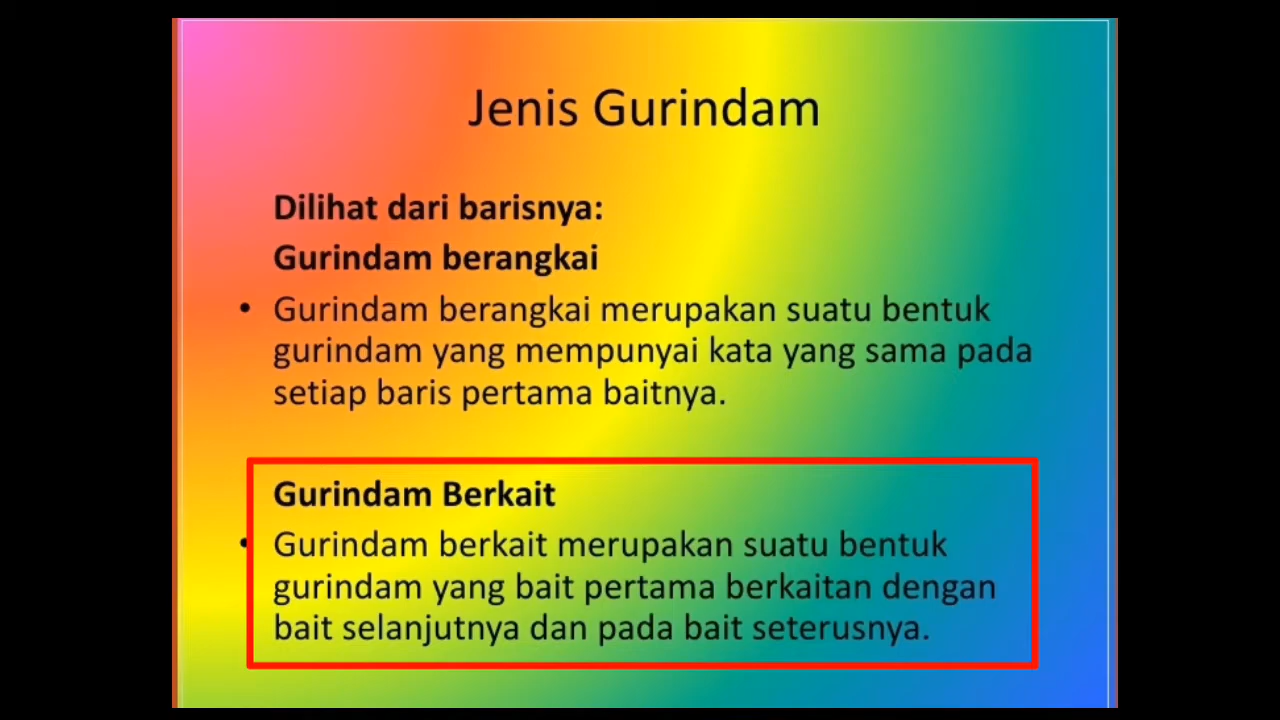 Jenis Gurindam
Dilihat dari barisnya:
Gurindam berangkai
• Gurindam berangkai merupakan suatu bentuk
gurindam yang mempunyai kata yang sama pada
setiap baris pertama baitnya.
Gurindam Berkait
• Gurindam berkait merupakan suatu bentuk
gurindam yang bait pertama berkaitan dengan
bait selanjutnya dan pada bait seterusnya.